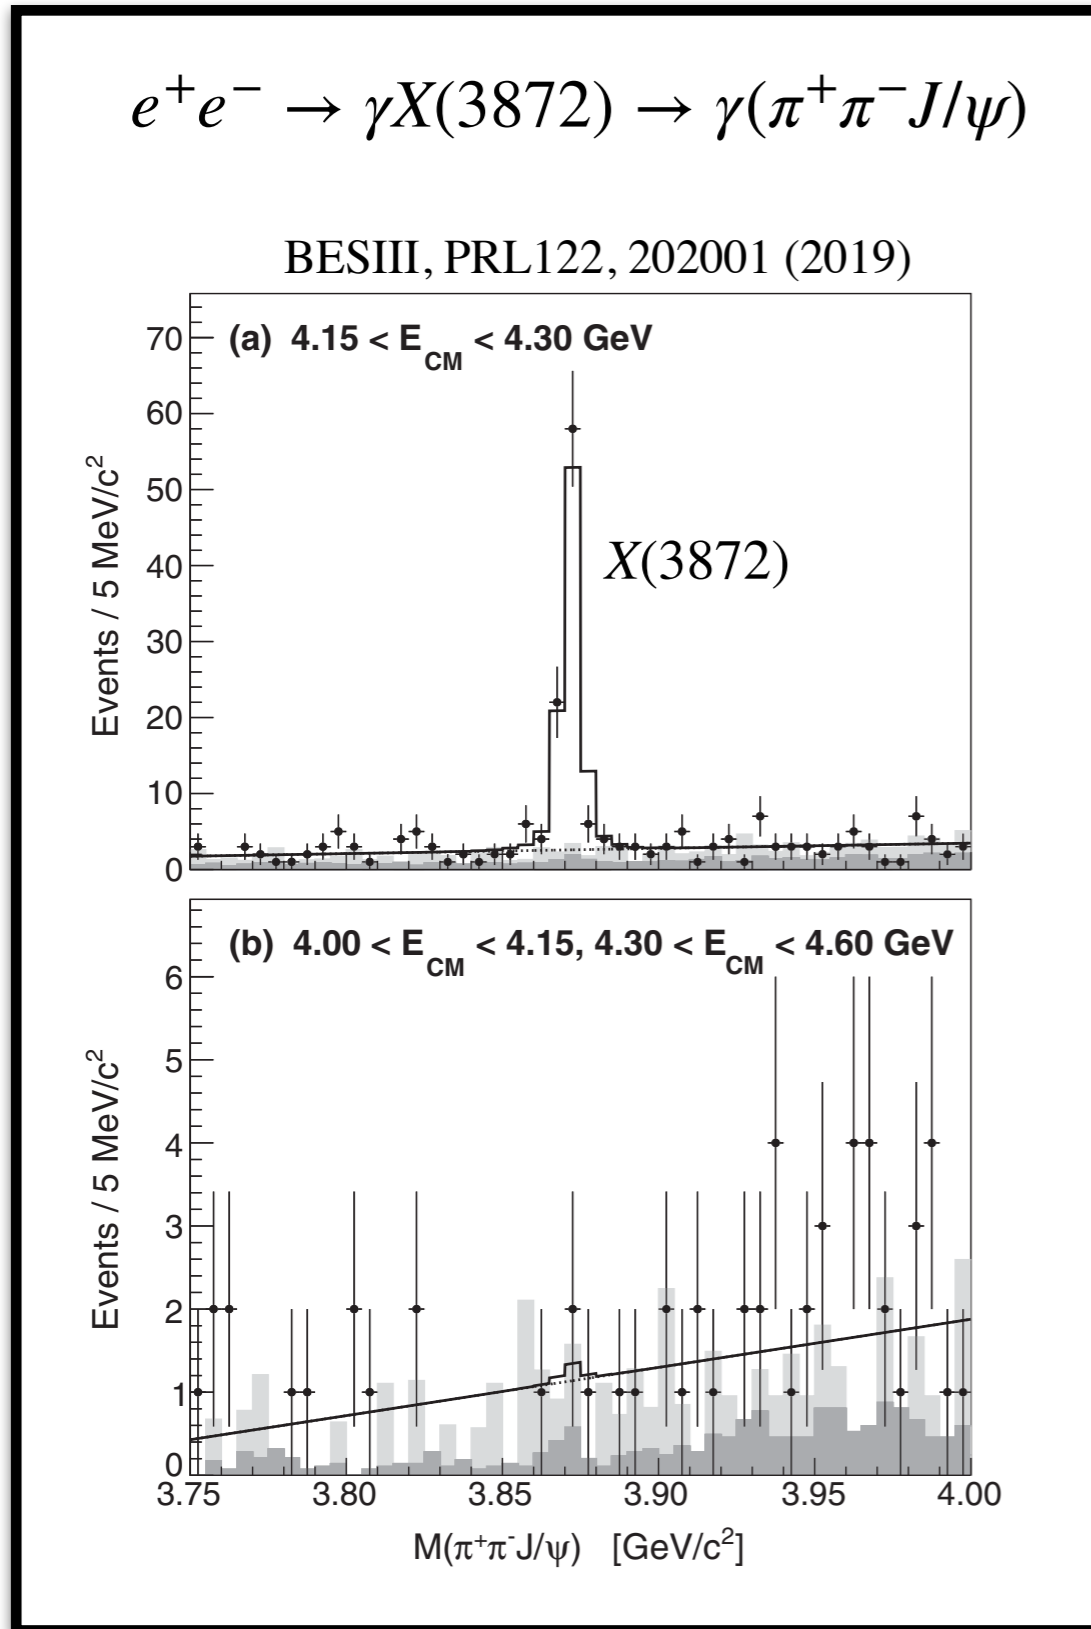 e⁺e⁻ → γX(3872) → γ(π⁺π⁻J/ψ)
BESIII, PRL122, 202001 (2019)
(a) 4.15 < E_CM < 4.30 GeV
70
60
50
40
30
20
10
0
Events / 5 MeV/c²
X(3872)
(b) 4.00 < E_CM < 4.15, 4.30 < E_CM < 4.60 GeV
6
5
4
3
2
1
0
Events / 5 MeV/c²
3.75 3.80 3.85 3.90 3.95 4.00
M(π⁺π⁻J/ψ) [GeV/c²]